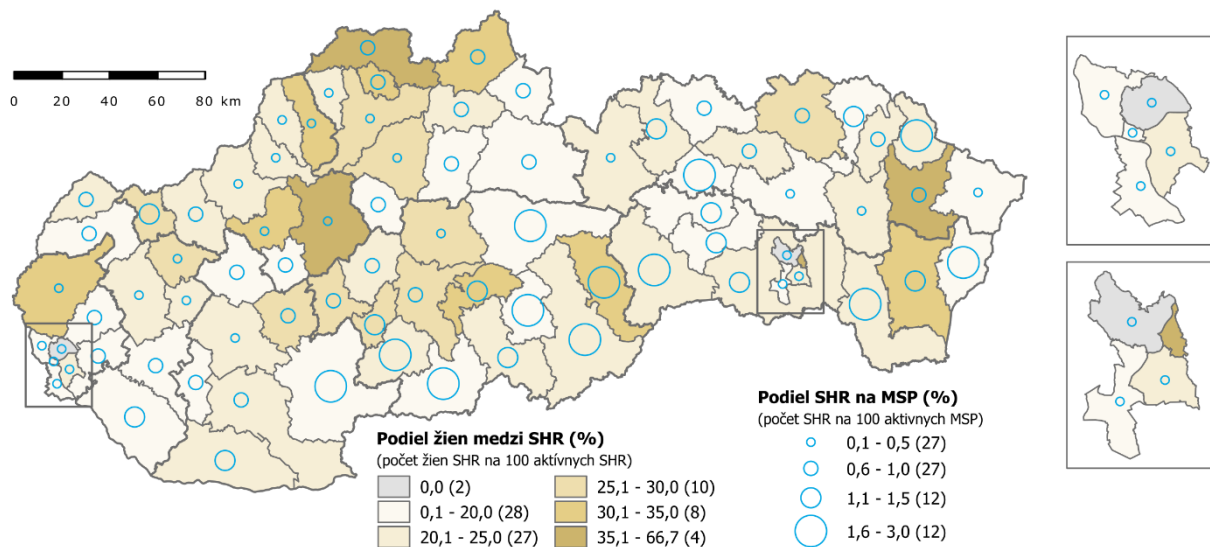 0 20 40 60 80 km
Podiel žien medzi SHR (%)
(počet žien SHR na 100 aktívnych SHR)
0,0 (2)
0,1 - 20,0 (28)
20,1 - 25,0 (27)
25,1 - 30,0 (10)
30,1 - 35,0 (8)
35,1 - 66,7 (4)
Podiel SHR na MSP (%)
(počet SHR na 100 aktivnych MSP)
0,1 - 0,5 (27)
0,6 - 1,0 (27)
1,1 - 1,5 (12)
1,6 - 3,0 (12)